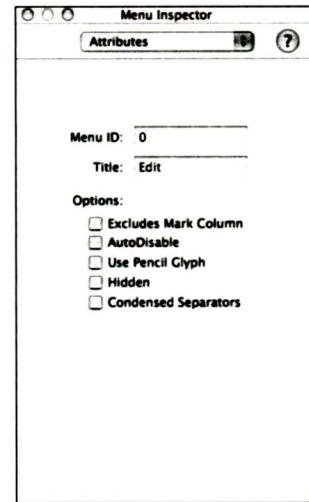 Menu Inspector
Attributes
?
Menu ID: 0
Title: Edit
Options:
Excludes Mark Column
AutoDisable
Use Pencil Glyph
Hidden
Condensed Separators